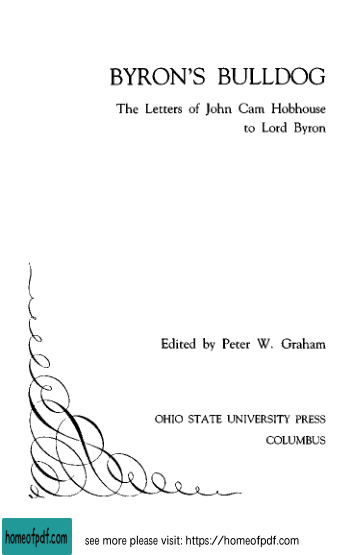 BYRON'S BULLDOG
The Letters of John Cam Hobhouse
to Lord Byron
Edited by Peter W. Graham
OHIO STATE UNIVERSITY PRESS
COLUMBUS
homeofpdf.com
see more please visit: https://homeofpdf.com